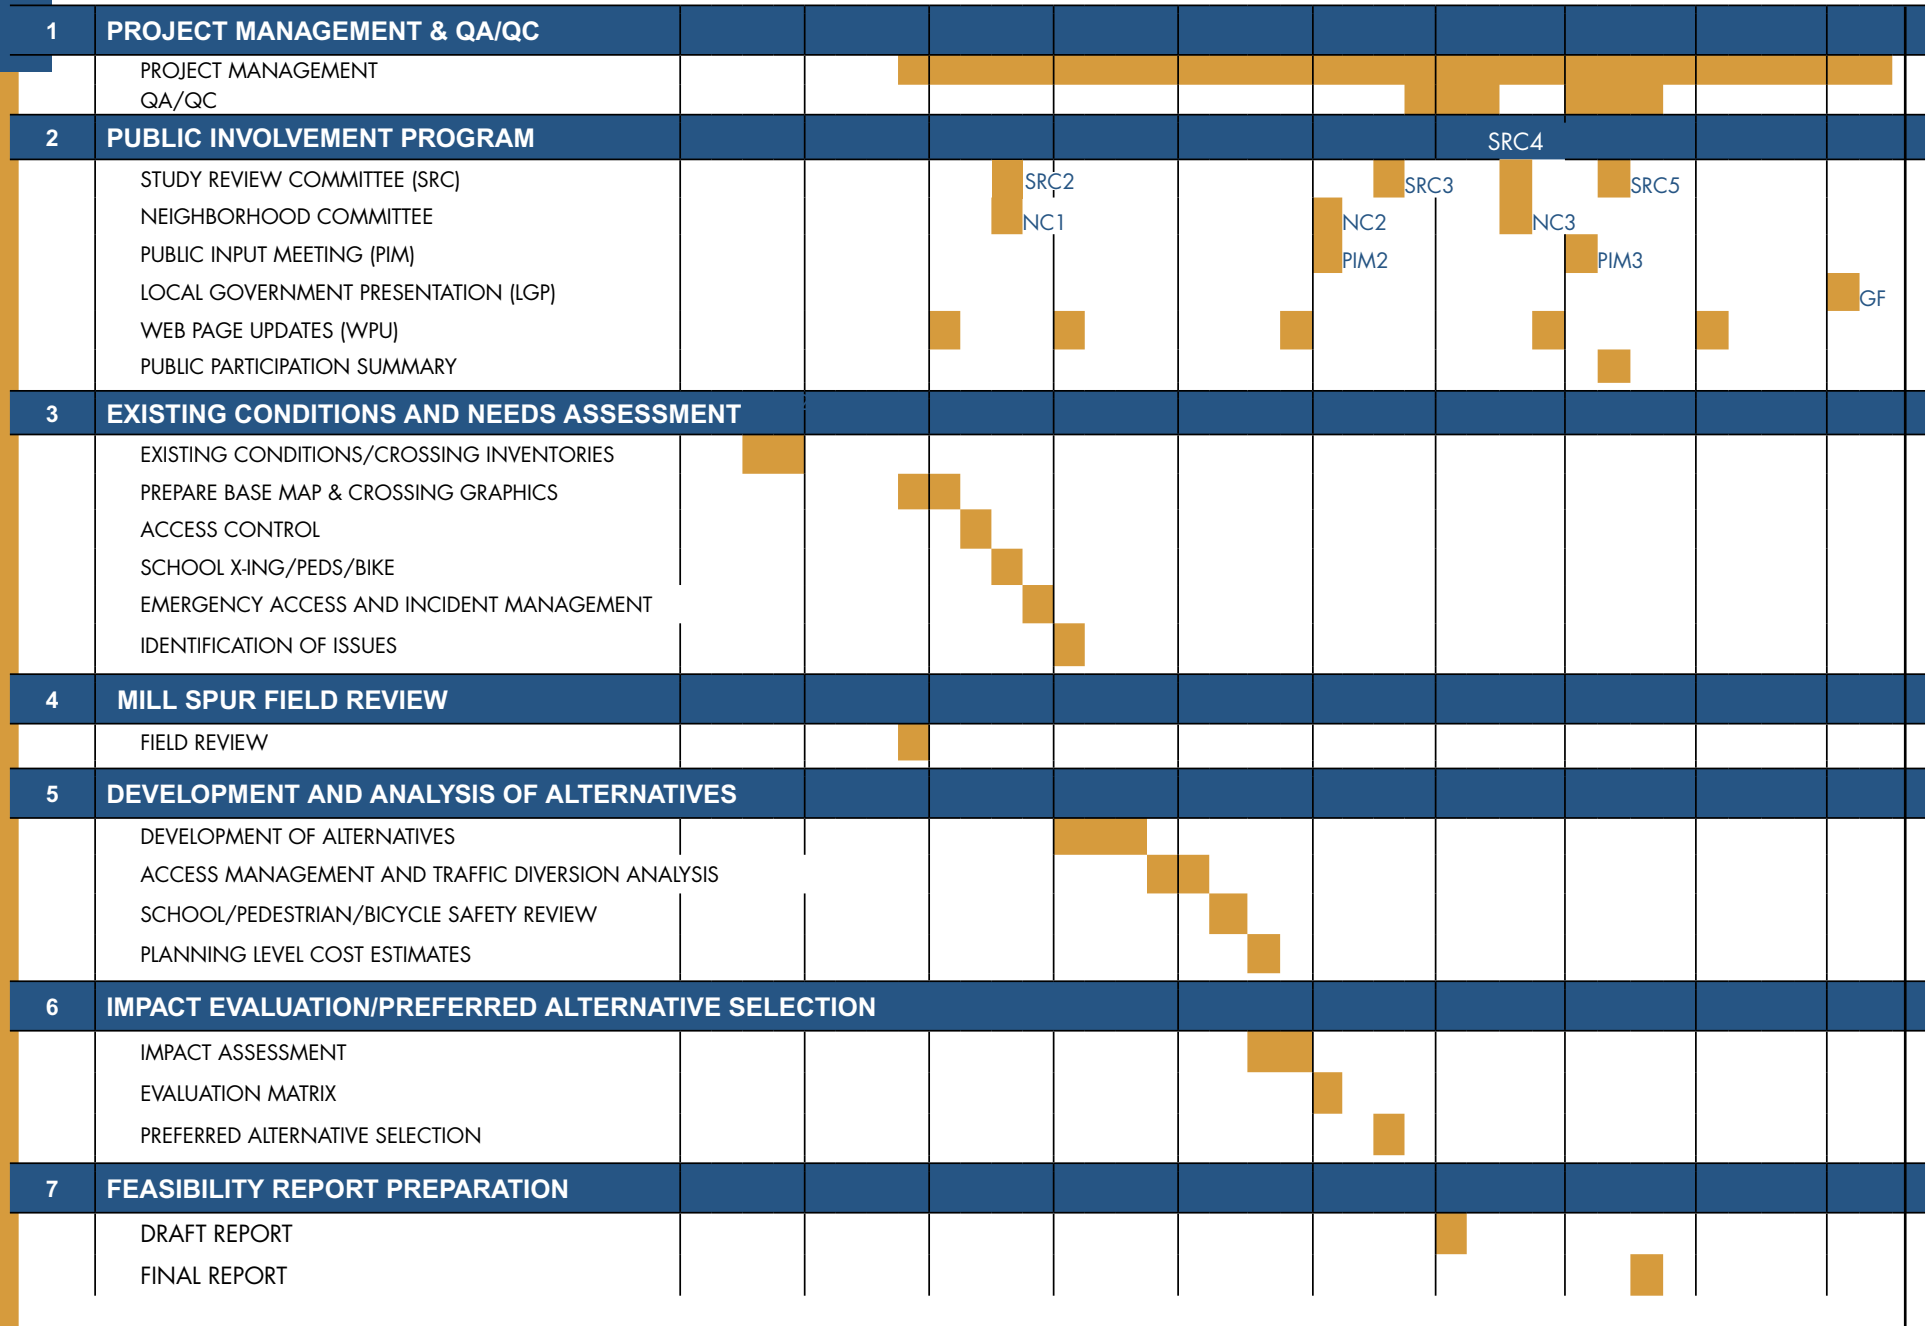 1 PROJECT MANAGEMENT & QA/QC
PROJECT MANAGEMENT
QA/QC
2 PUBLIC INVOLVEMENT PROGRAM SRC4
STUDY REVIEW COMMITTEE (SRC) SRC2 SRC3 SRC5
NEIGHBORHOOD COMMITTEE NC1 NC2 NC3
PUBLIC INPUT MEETING (PIM) PIM2 PIM3
LOCAL GOVERNMENT PRESENTATION (LGP) GF
WEB PAGE UPDATES (WPU)
PUBLIC PARTICIPATION SUMMARY
3 EXISTING CONDITIONS AND NEEDS ASSESSMENT
EXISTING CONDITIONS/CROSSING INVENTORIES
PREPARE BASE MAP & CROSSING GRAPHICS
ACCESS CONTROL
SCHOOL X-ING/PEDS/BIKE
EMERGENCY ACCESS AND INCIDENT MANAGEMENT
IDENTIFICATION OF ISSUES
4 MILL SPUR FIELD REVIEW
FIELD REVIEW
5 DEVELOPMENT AND ANALYSIS OF ALTERNATIVES
DEVELOPMENT OF ALTERNATIVES
ACCESS MANAGEMENT AND TRAFFIC DIVERSION ANALYSIS
SCHOOL/PEDESTRIAN/BICYCLE SAFETY REVIEW
PLANNING LEVEL COST ESTIMATES
6 IMPACT EVALUATION/PREFERRED ALTERNATIVE SELECTION
IMPACT ASSESSMENT
EVALUATION MATRIX
PREFERRED ALTERNATIVE SELECTION
7 FEASIBILITY REPORT PREPARATION
DRAFT REPORT
FINAL REPORT